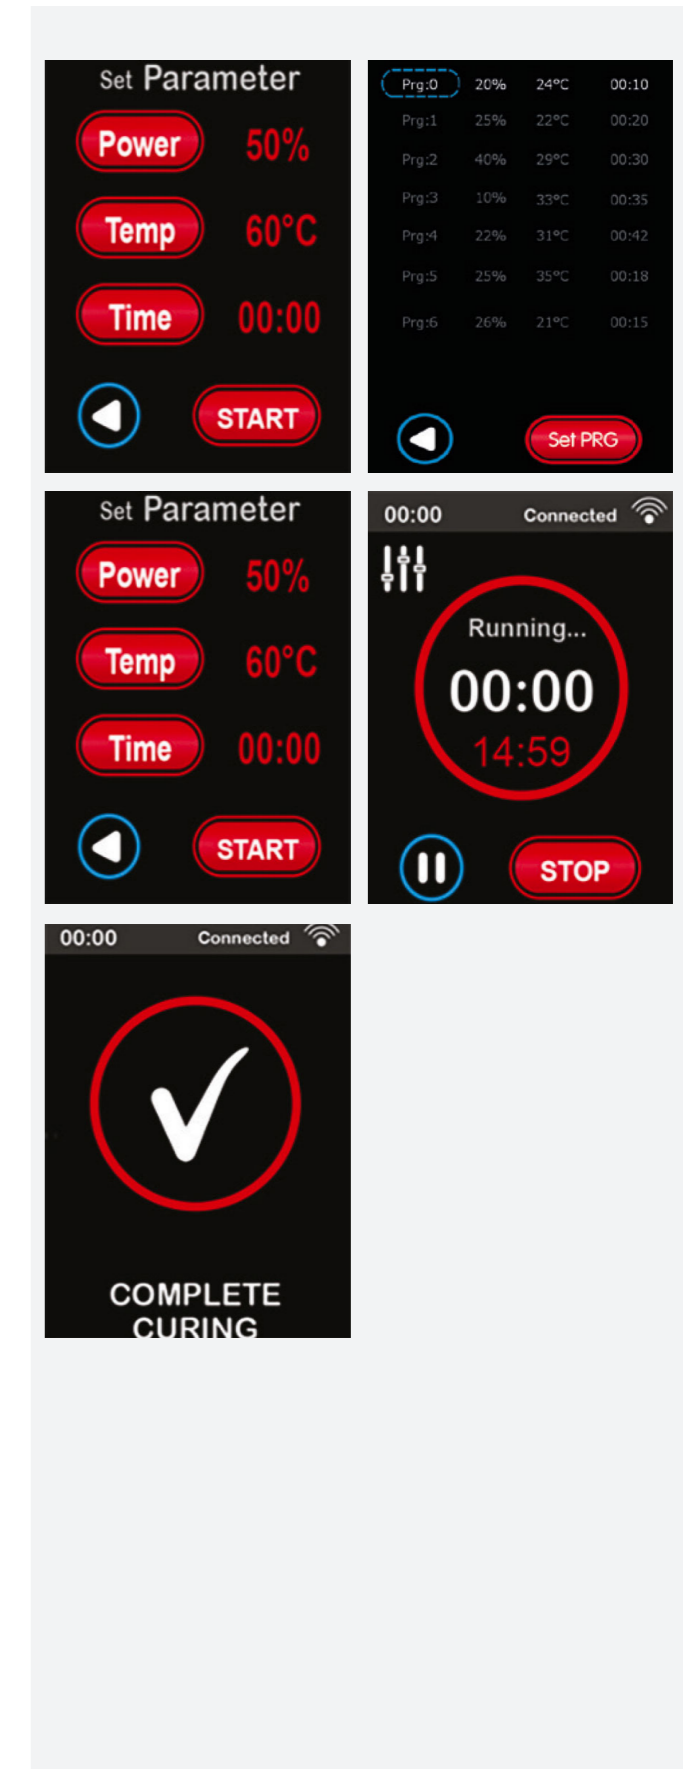 Set Parameter
Power 50%
Temp 60°C
Time 00:00
START
Prg:0 20% 24°C 00:10
Prg:1 25% 22°C 00:20
Prg:2 40% 29°C 00:30
Prg:3 10% 33°C 00:35
Prg:4 22% 31°C 00:42
Prg:5 25% 35°C 00:18
Prg:6 26% 21°C 00:15
Set PRG
Set Parameter
Power 50%
Temp 60°C
Time 00:00
START
00:00 Connected
Running...
00:00
14:59
STOP
00:00 Connected
COMPLETE
CURING